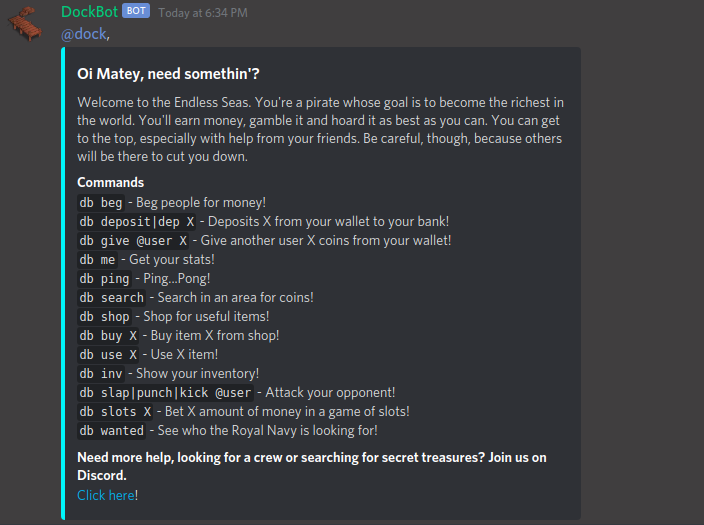 DockBot BOT Today at 6:34 PM
@dock,
Oi Matey, need somethin'?
Welcome to the Endless Seas. You're a pirate whose goal is to become the richest in
the world. You'll earn money, gamble it and hoard it as best as you can. You can get
to the top, especially with help from your friends. Be careful, though, because others
will be there to cut you down.
Commands
db beg - Beg people for money!
db deposit|dep X - Deposits X from your wallet to your bank!
db give @user X - Give another user X coins from your wallet!
db me - Get your stats!
db ping - Ping...Pong!
db search - Search in an area for coins!
db shop - Shop for useful items!
db buy X - Buy item X from shop!
db use X - Use X item!
db inv - Show your inventory!
db slap|punch|kick @user - Attack your opponent!
db slots X - Bet X amount of money in a game of slots!
db wanted - See who the Royal Navy is looking for!
Need more help, looking for a crew or searching for secret treasures? Join us on
Discord.
Click here!